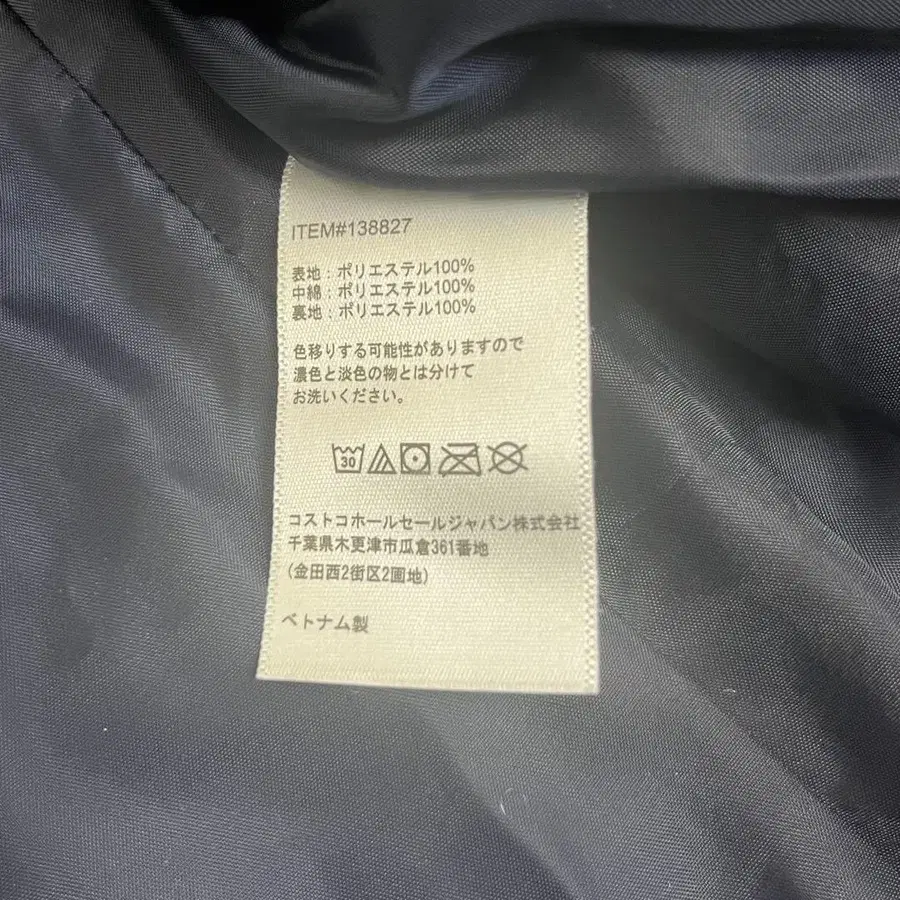 ITEM#138827
表地：ポリエステル100%
中綿：ポリエステル100%
裏地：ポリエステル100%
色移りする可能性がありますので
濃色と淡色の物とは分けて
お洗いください。
30
コストコホールセールジャパン株式会社
千葉県木更津市瓜倉361番地
(金田西2街区2画地)
ベトナム製